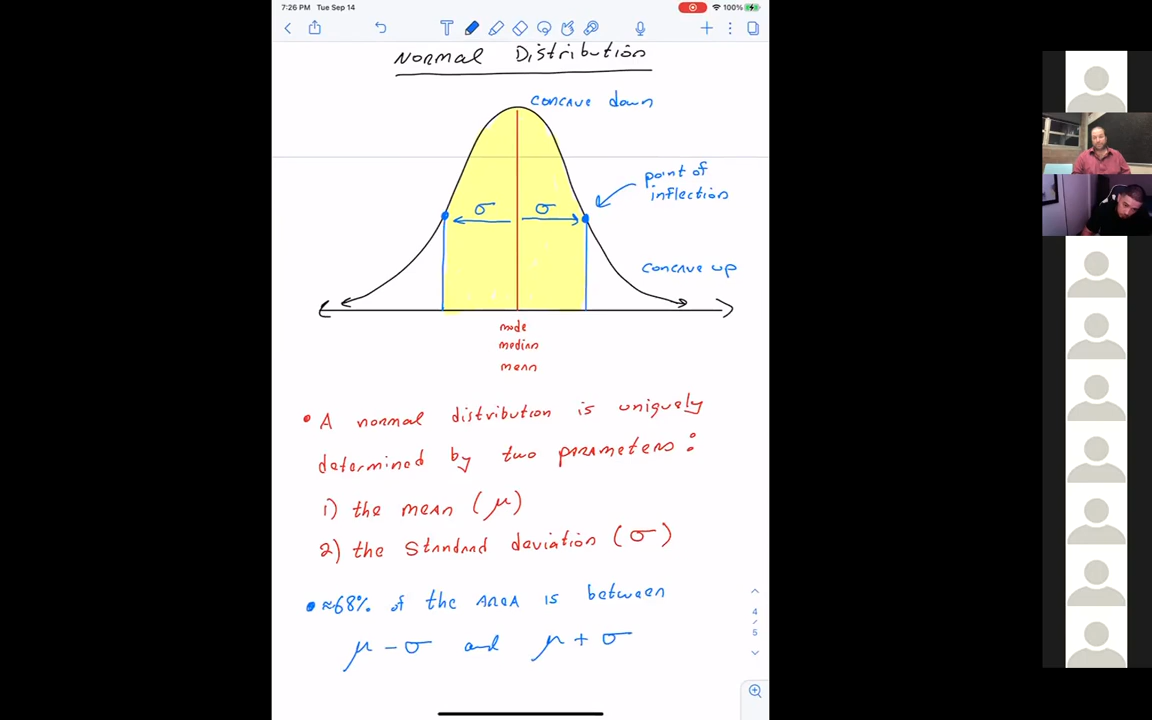 7:26 PM Tue Sep 14
100%
T
Normal Distribution
concave down
point of
inflection
σ
σ
concave up
mode
median
mean
• A normal distribution is uniquely
determined by two parameters:
1) the mean (μ)
2) the standard deviation (σ)
• ≈68% of the area is between
μ - σ and μ + σ
4
/
5